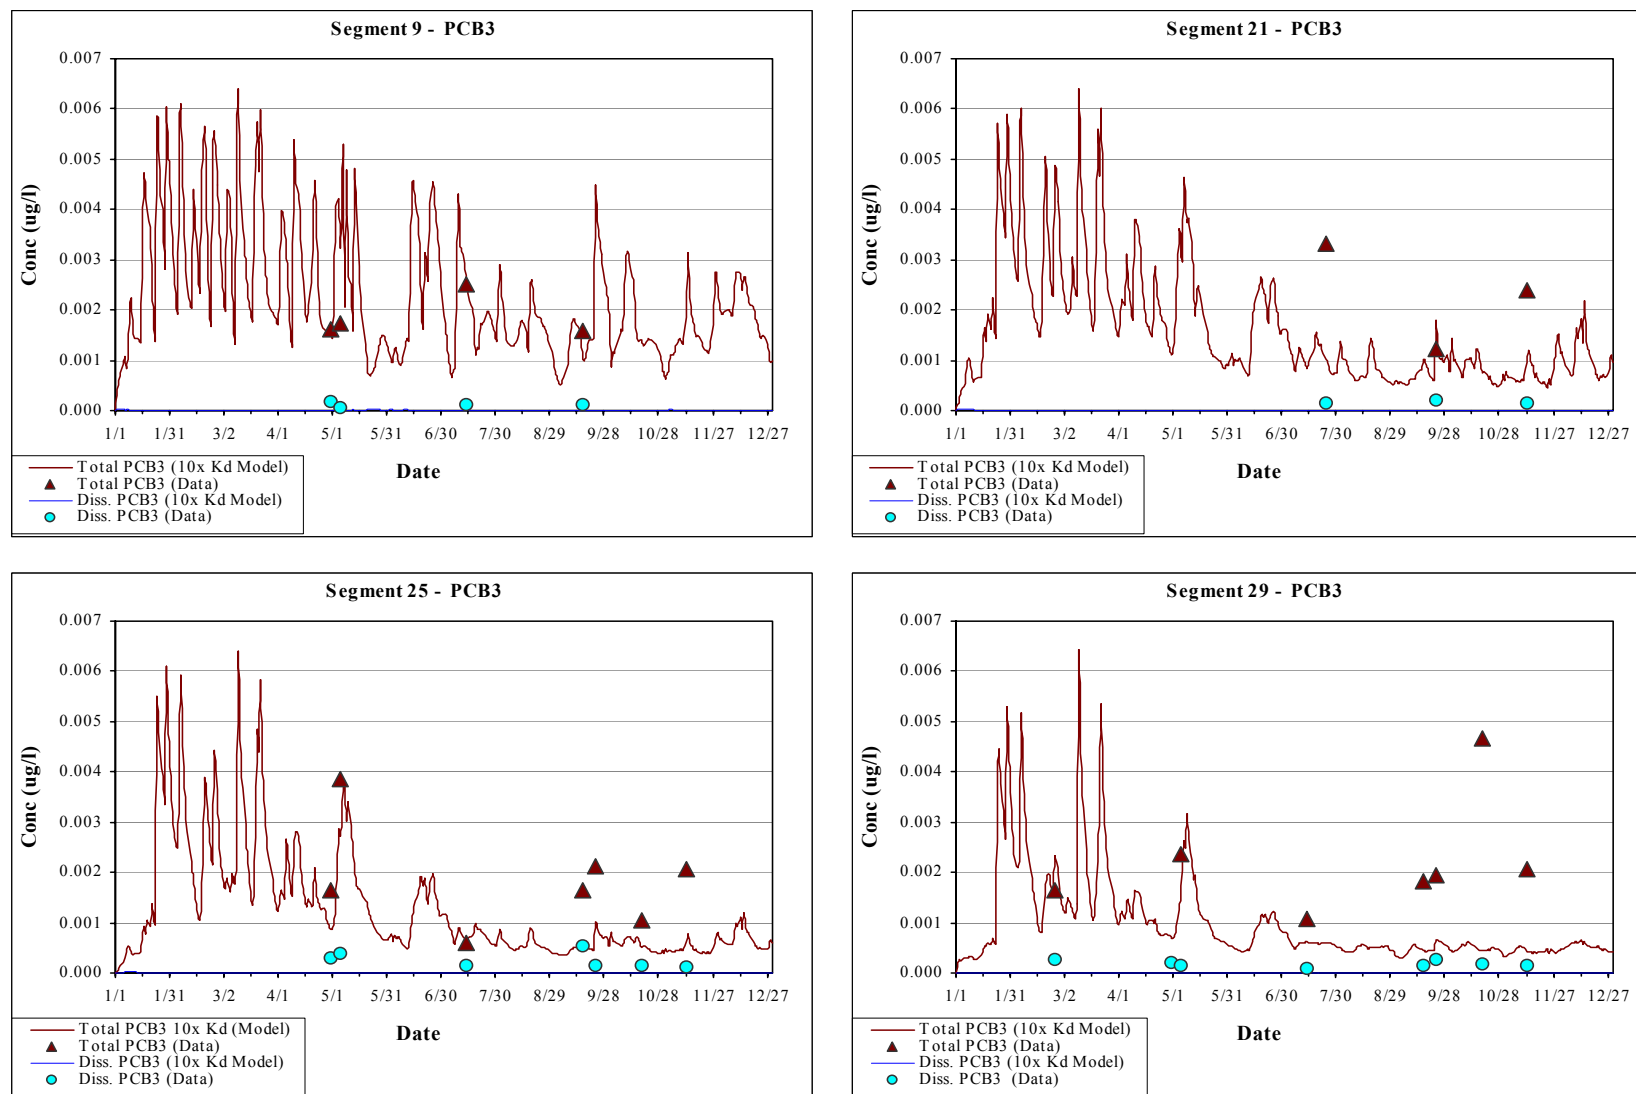 Segment 9 - PCB3
0.007
0.006
0.005
0.004
0.003
0.002
0.001
0.000
Conc (ug/l)
1/1 1/31 3/2 4/1 5/1 5/31 6/30 7/30 8/29 9/28 10/28 11/27 12/27
Date
Total PCB3 (10x Kd Model)
Total PCB3 (Data)
Diss. PCB3 (10x Kd Model)
Diss. PCB3 (Data)
Segment 21 - PCB3
0.007
0.006
0.005
0.004
0.003
0.002
0.001
0.000
Conc (ug/l)
1/1 1/31 3/2 4/1 5/1 5/31 6/30 7/30 8/29 9/28 10/28 11/27 12/27
Date
Total PCB3 (10x Kd Model)
Total PCB3 (Data)
Diss. PCB3 (10x Kd Model)
Diss. PCB3 (Data)
Segment 25 - PCB3
0.007
0.006
0.005
0.004
0.003
0.002
0.001
0.000
Conc (ug/l)
1/1 1/31 3/2 4/1 5/1 5/31 6/30 7/30 8/29 9/28 10/28 11/27 12/27
Date
Total PCB3 10x Kd (Model)
Total PCB3 (Data)
Diss. PCB3 (10x Kd Model)
Diss. PCB3 (Data)
Segment 29 - PCB3
0.007
0.006
0.005
0.004
0.003
0.002
0.001
0.000
Conc (ug/l)
1/1 1/31 3/2 4/1 5/1 5/31 6/30 7/30 8/29 9/28 10/28 11/27 12/27
Date
Total PCB3 (10x Kd Model)
Total PCB3 (Data)
Diss. PCB3 (10x Kd Model)
Diss. PCB3 (Data)